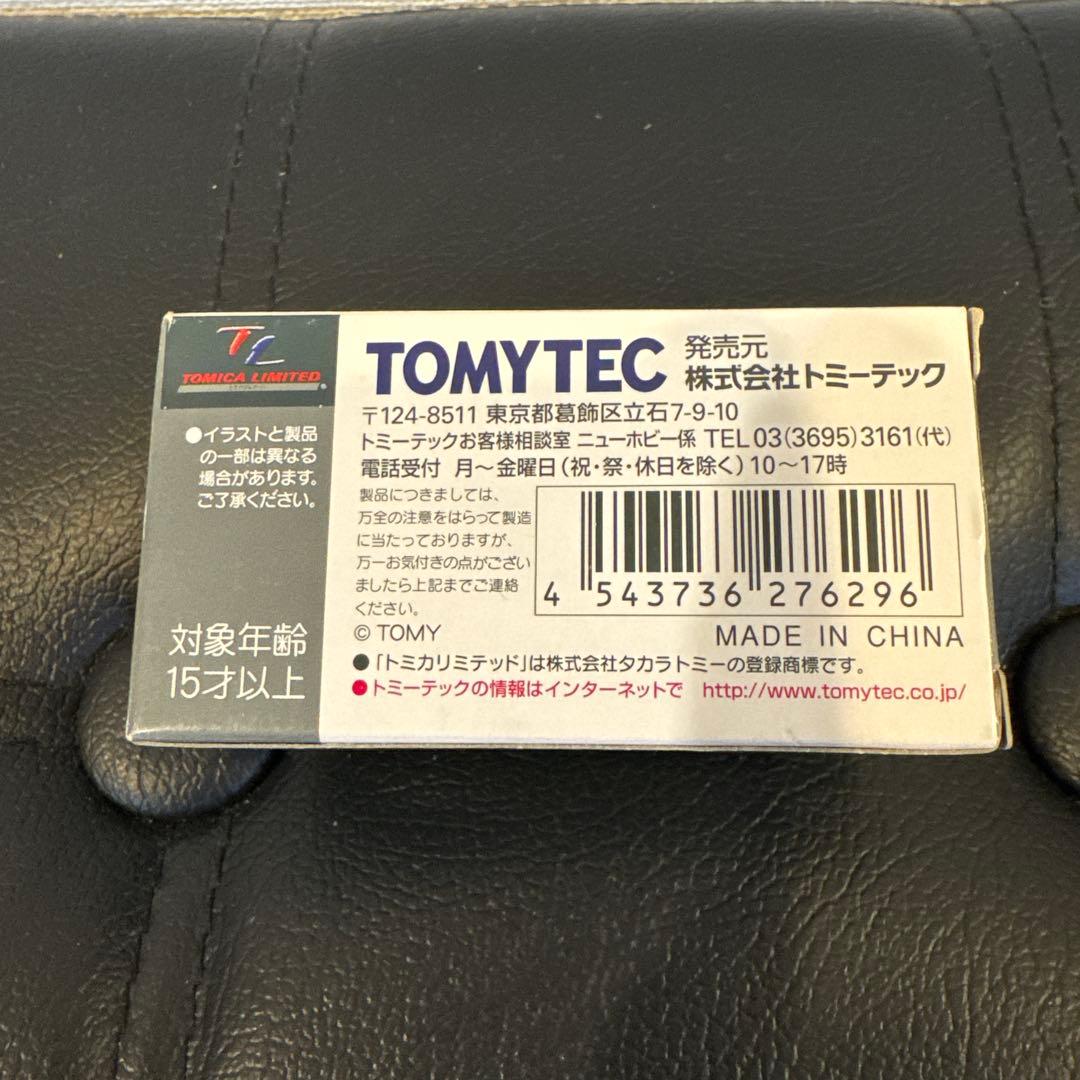 TL
TOMICA LIMITED
●イラストと製品
の一部は異なる
場合があります。
ご了承ください。
対象年齢
15才以上
TOMYTEC
発売元
株式会社トミーテック
〒124-8511 東京都葛飾区立石7-9-10
トミーテックお客様相談室 ニューホビー係 TEL 03(3695)3161(代)
電話受付 月~金曜日(祝・祭・休日を除く)10~17時
製品につきましては、
万全の注意をはらって製造
に当たっておりますが、
万一お気付きの点がござい
ましたら上記までご連絡
ください。
4 543736 276296
© TOMY
MADE IN CHINA
●「トミカリミテッド」は株式会社タカラトミーの登録商標です。
●トミーテックの情報はインターネットで http://www.tomytec.co.jp/